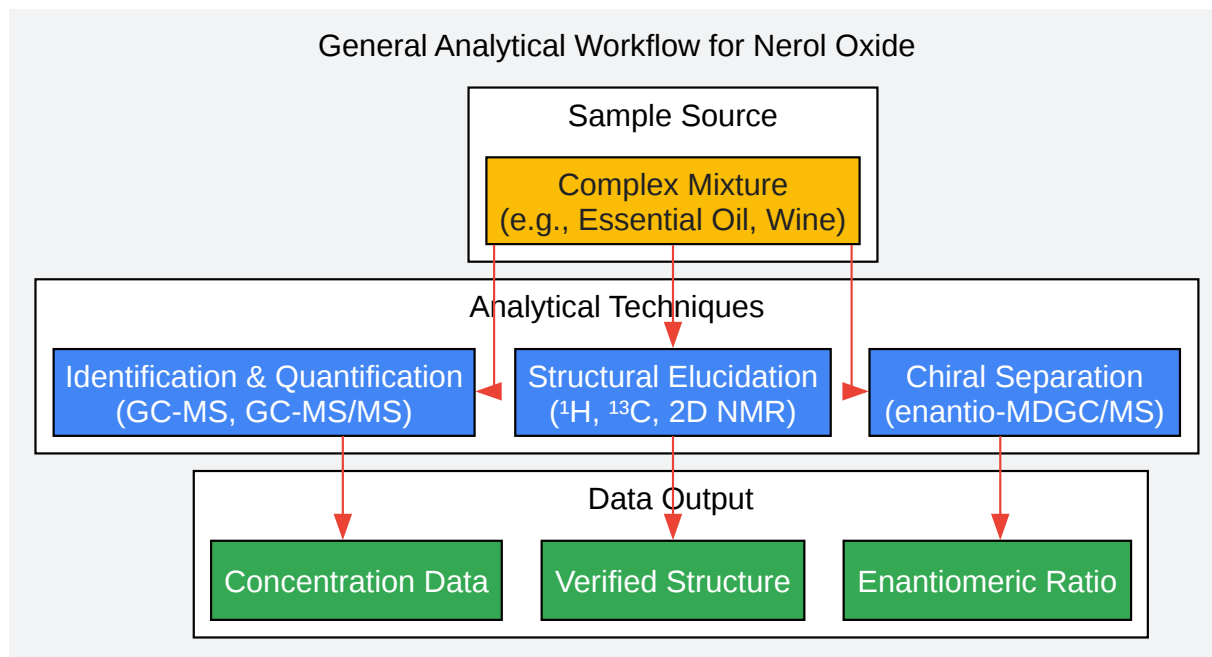 General Analytical Workflow for Nerol Oxide
Sample Source
Complex Mixture
(e.g., Essential Oil, Wine)
Analytical Techniques
Identification & Quantification
(GC-MS, GC-MS/MS)
Structural Elucidation
(¹H, ¹³C, 2D NMR)
Chiral Separation
(enantio-MDGC/MS)
Data Output
Concentration Data
Verified Structure
Enantiomeric Ratio